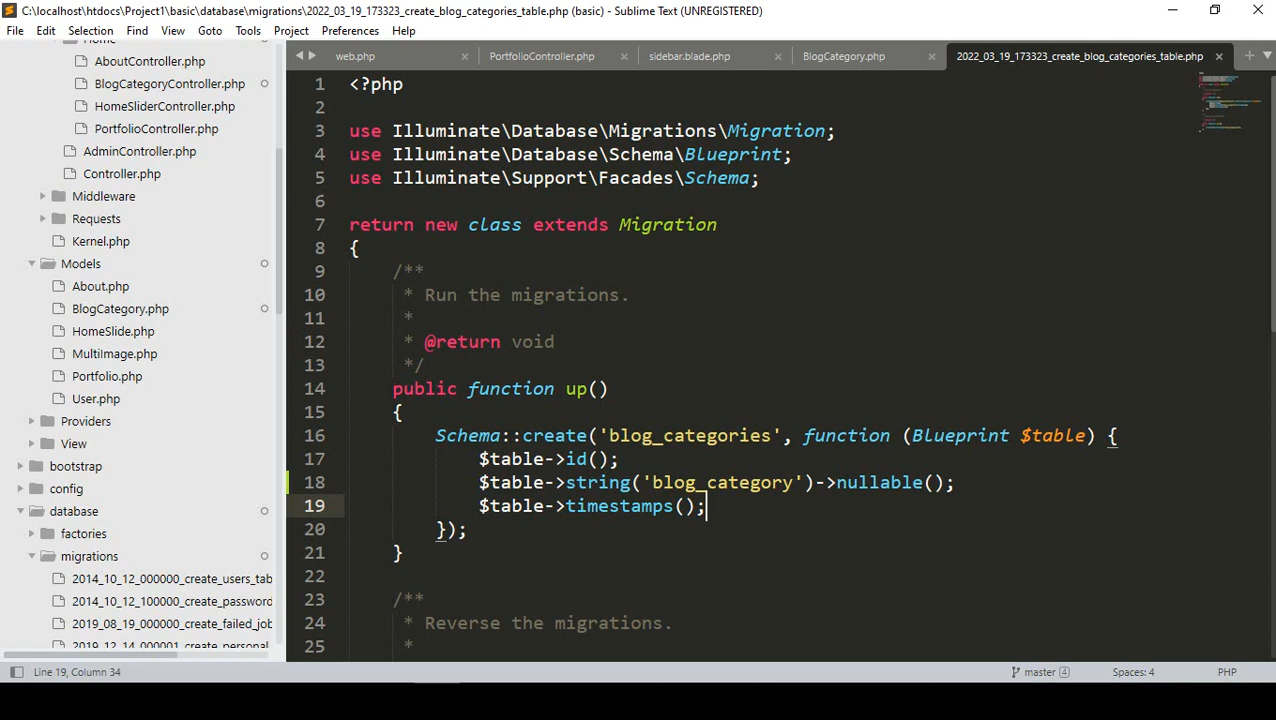 C:\localhost\htdocs\Project1\basic\database\migrations\2022_03_19_173323_create_blog_categories_table.php (basic) - Sublime Text (UNREGISTERED)
File Edit Selection Find View Goto Tools Project Preferences Help
web.php PortfolioController.php sidebar.blade.php BlogCategory.php 2022_03_19_173323_create_blog_categories_table.php
Home
AboutController.php
BlogCategoryController.php
HomeSliderController.php
PortfolioController.php
AdminController.php
Controller.php
Middleware
Requests
Kernel.php
Models
About.php
BlogCategory.php
HomeSlide.php
MultiImage.php
Portfolio.php
User.php
Providers
View
bootstrap
config
database
factories
migrations
2014_10_12_000000_create_users_tab
2014_10_12_100000_create_password
2019_08_19_000000_create_failed_job
2019_12_14_000001_create_personal
1 <?php
2
3 use Illuminate\Database\Migrations\Migration;
4 use Illuminate\Database\Schema\Blueprint;
5 use Illuminate\Support\Facades\Schema;
6
7 return new class extends Migration
8 {
9 /**
10 * Run the migrations.
11 *
12 * @return void
13 */
14 public function up()
15 {
16 Schema::create('blog_categories', function (Blueprint $table) {
17 $table->id();
18 $table->string('blog_category')->nullable();
19 $table->timestamps();
20 });
21 }
22
23 /**
24 * Reverse the migrations.
25 *
Line 19, Column 34 master 4 Spaces: 4 PHP